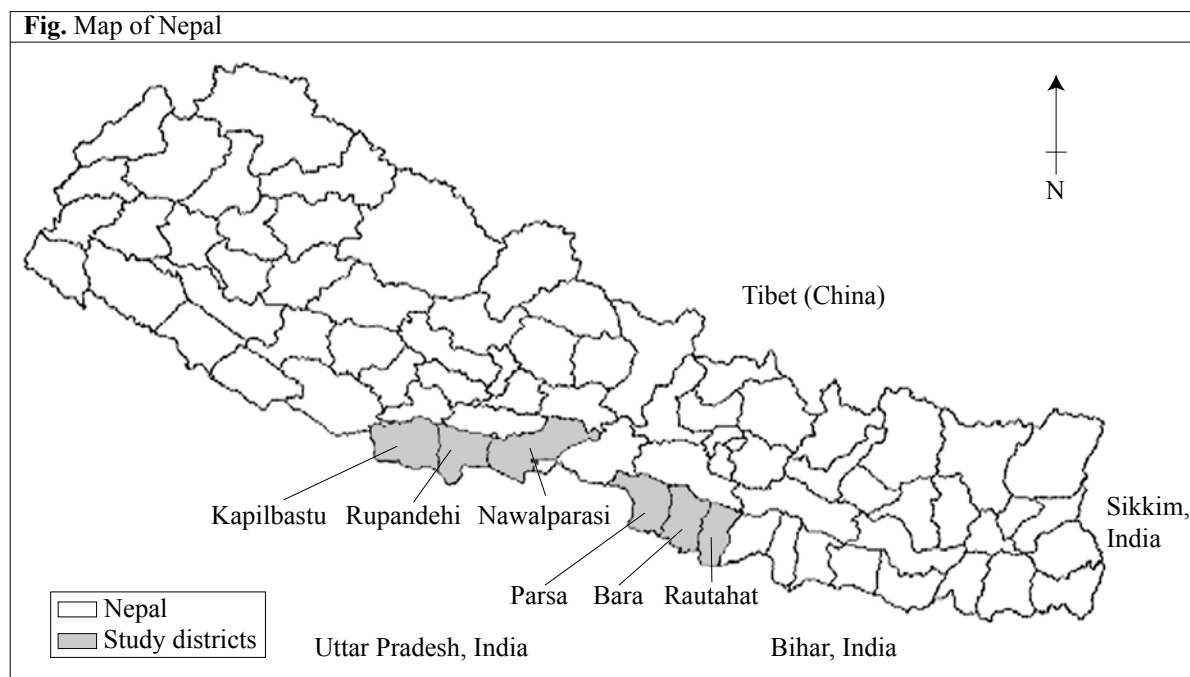 Fig. Map of Nepal
N
Tibet (China)
Kapilbastu Rupandehi Nawalparasi
Sikkim,
India
Parsa Bara Rautahat
Nepal
Study districts
Uttar Pradesh, India
Bihar, India